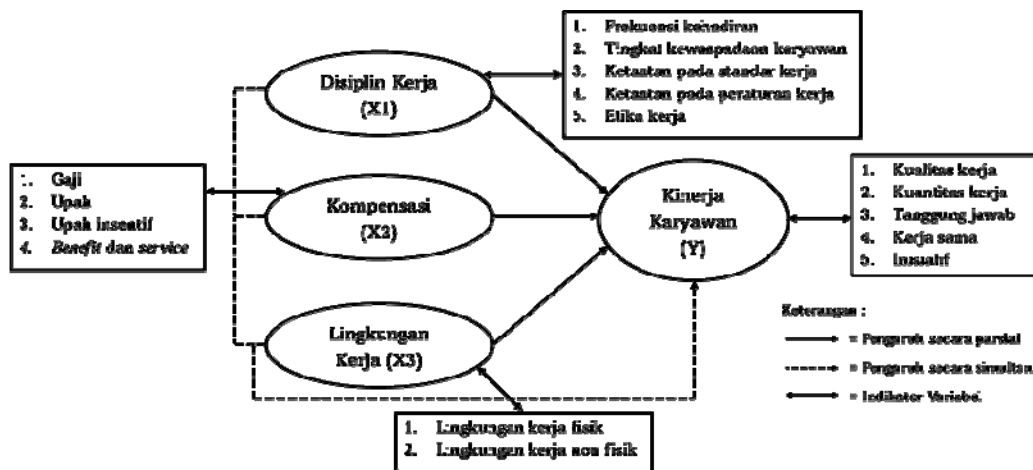 1. Frekuensi kehadiran
2. Tingkat kewaspadaan karyawan
3. Ketaatan pada standar kerja
4. Ketaatan pada peraturan kerja
5. Etika kerja
Disiplin Kerja
(X1)
1. Gaji
2. Upah
3. Upah insentif
4. Benefit dan service
Kompensasi
(X2)
Kinerja
Karyawan
(Y)
1. Kualitas kerja
2. Kuantitas kerja
3. Tanggung jawab
4. Kerja sama
5. Inisiatif
Lingkungan
Kerja (X3)
Keterangan :
= Pengaruh secara parsial
= Pengaruh secara simultan
= Indikator Variabel
1. Lingkungan kerja fisik
2. Lingkungan kerja non fisik